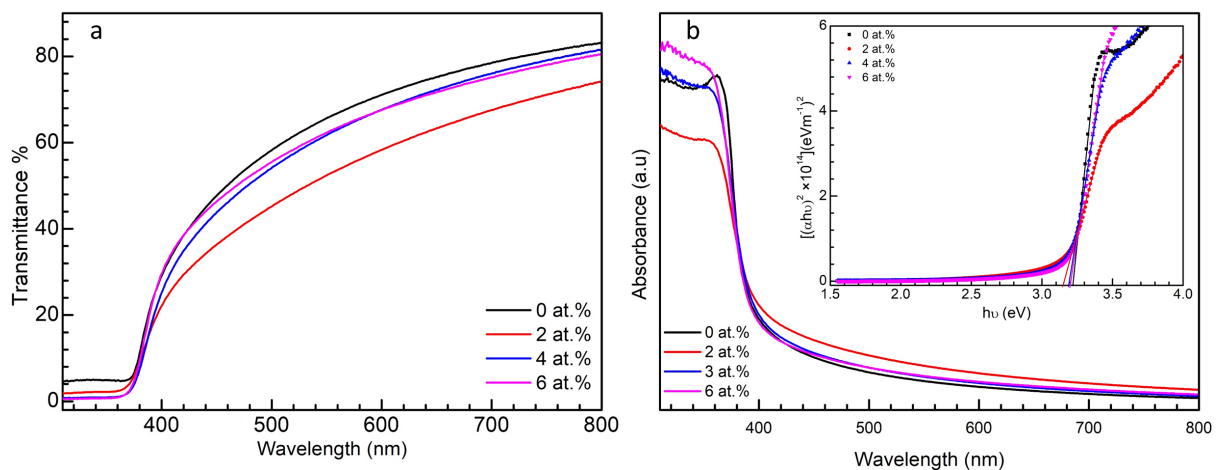 a
Transmittance %
80
60
40
20
0
400
500
600
700
800
Wavelength (nm)
0 at.%
2 at.%
4 at.%
6 at.%
b
Absorbance (a.u)
400
500
600
700
800
Wavelength (nm)
0 at.%
2 at.%
3 at.%
6 at.%
[(αhυ)² ×10¹⁴](eVm⁻¹)²
6
4
2
0
1.5
2.0
2.5
3.0
3.5
4.0
hυ (eV)
0 at.%
2 at.%
4 at.%
6 at.%